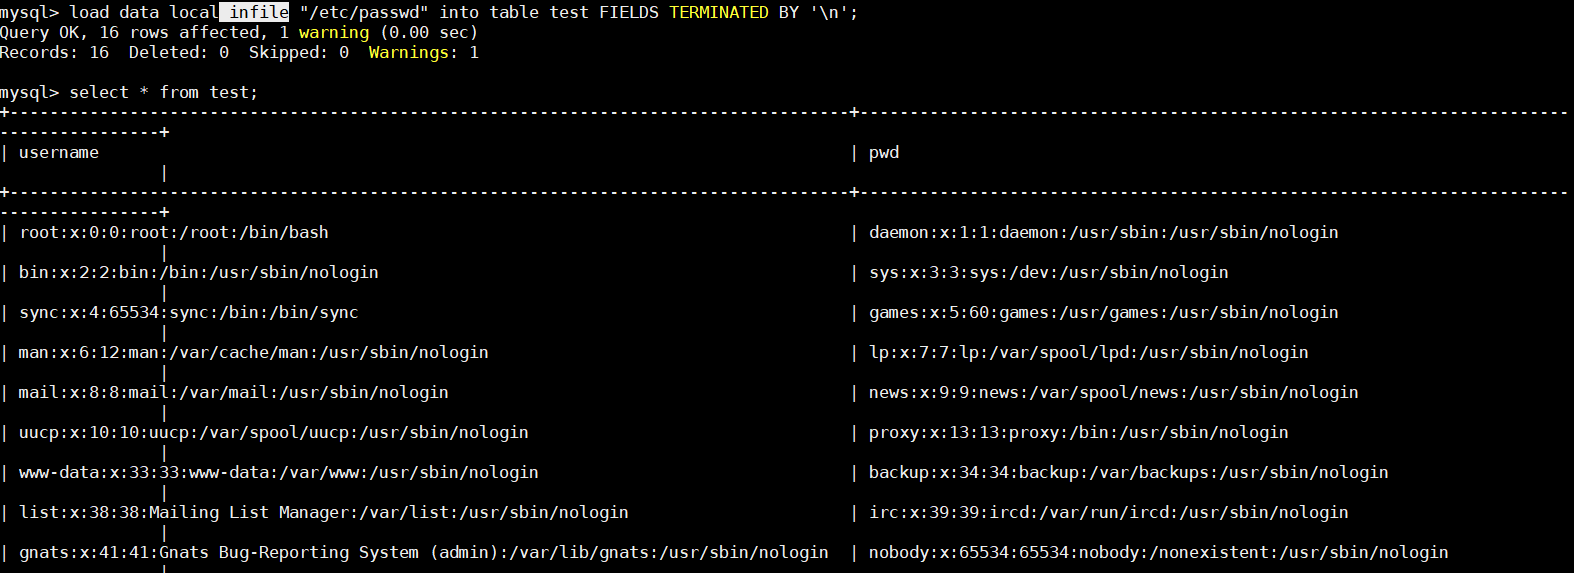 mysql> load data local infile "/etc/passwd" into table test FIELDS TERMINATED BY '\n';
Query OK, 16 rows affected, 1 warning (0.00 sec)
Records: 16  Deleted: 0  Skipped: 0  Warnings: 1

mysql> select * from test;
+-----------------------------------------------------------------------------------+-----------------------------------------------------------------------
----------------+
| username                                                                           | pwd
                |
+-----------------------------------------------------------------------------------+-----------------------------------------------------------------------
----------------+
| root:x:0:0:root:/root:/bin/bash                                                    | daemon:x:1:1:daemon:/usr/sbin:/usr/sbin/nologin
                |
| bin:x:2:2:bin:/bin:/usr/sbin/nologin                                               | sys:x:3:3:sys:/dev:/usr/sbin/nologin
                |
| sync:x:4:65534:sync:/bin:/bin/sync                                                 | games:x:5:60:games:/usr/games:/usr/sbin/nologin
                |
| man:x:6:12:man:/var/cache/man:/usr/sbin/nologin                                    | lp:x:7:7:lp:/var/spool/lpd:/usr/sbin/nologin
                |
| mail:x:8:8:mail:/var/mail:/usr/sbin/nologin                                        | news:x:9:9:news:/var/spool/news:/usr/sbin/nologin
                |
| uucp:x:10:10:uucp:/var/spool/uucp:/usr/sbin/nologin                                | proxy:x:13:13:proxy:/bin:/usr/sbin/nologin
                |
| www-data:x:33:33:www-data:/var/www:/usr/sbin/nologin                               | backup:x:34:34:backup:/var/backups:/usr/sbin/nologin
                |
| list:x:38:38:Mailing List Manager:/var/list:/usr/sbin/nologin                      | irc:x:39:39:ircd:/var/run/ircd:/usr/sbin/nologin
                |
| gnats:x:41:41:Gnats Bug-Reporting System (admin):/var/lib/gnats:/usr/sbin/nologin  | nobody:x:65534:65534:nobody:/nonexistent:/usr/sbin/nologin
                |